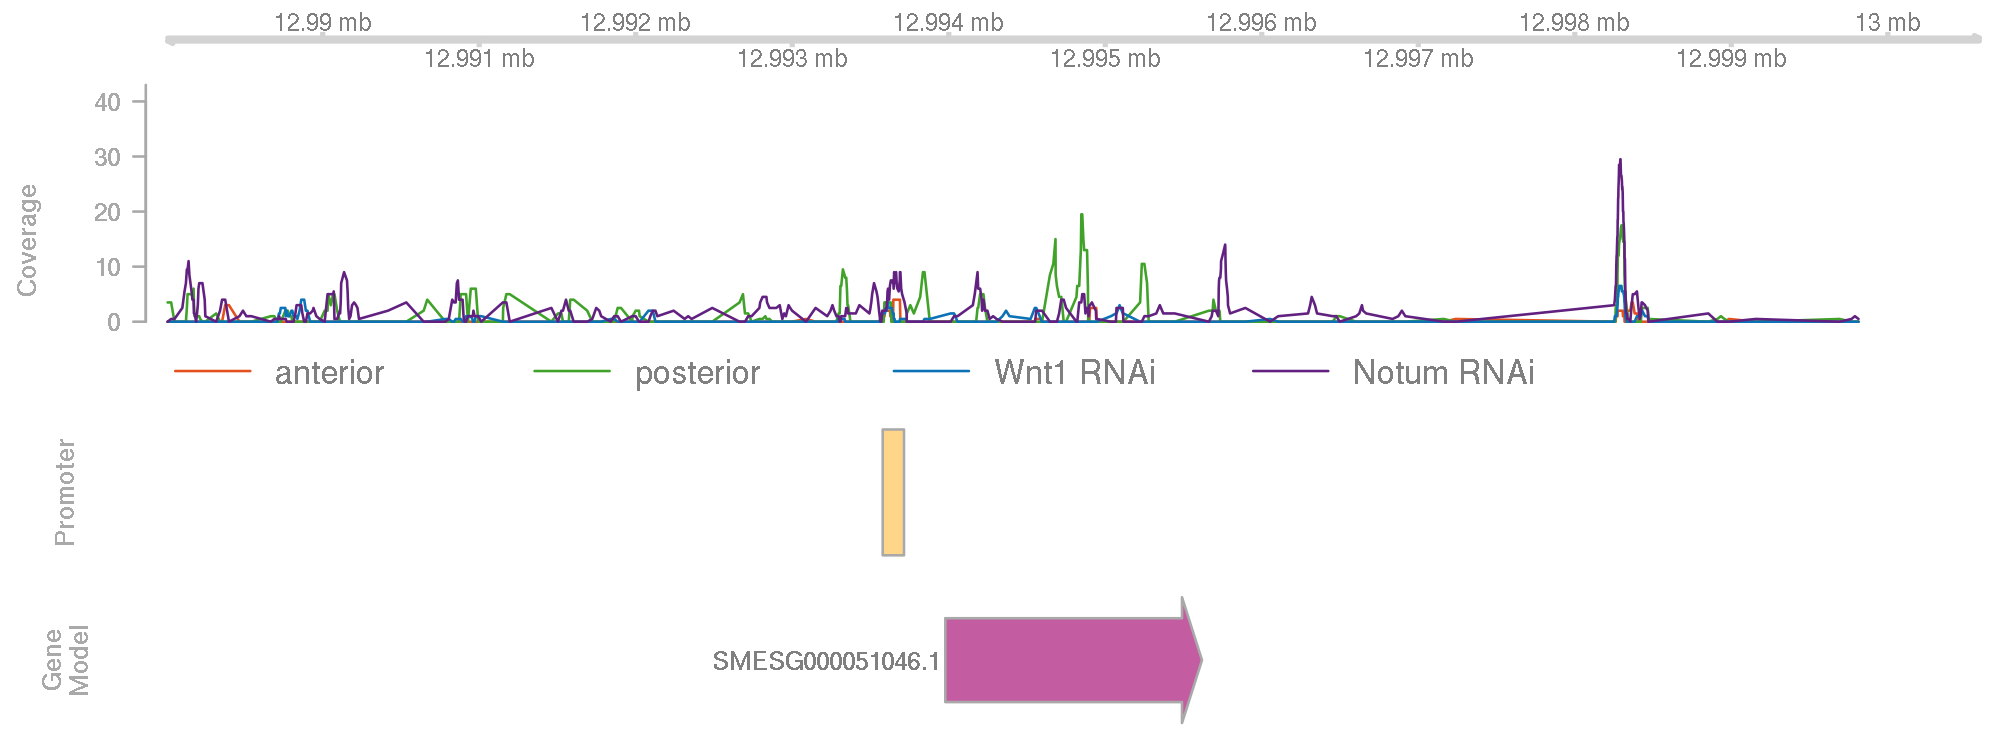 12.99 mb 12.992 mb 12.994 mb 12.996 mb 12.998 mb 13 mb
12.991 mb 12.993 mb 12.995 mb 12.997 mb 12.999 mb
Coverage
40
30
20
10
0
anterior posterior Wnt1 RNAi Notum RNAi
Promoter
Gene
Model
SMESG000051046.1